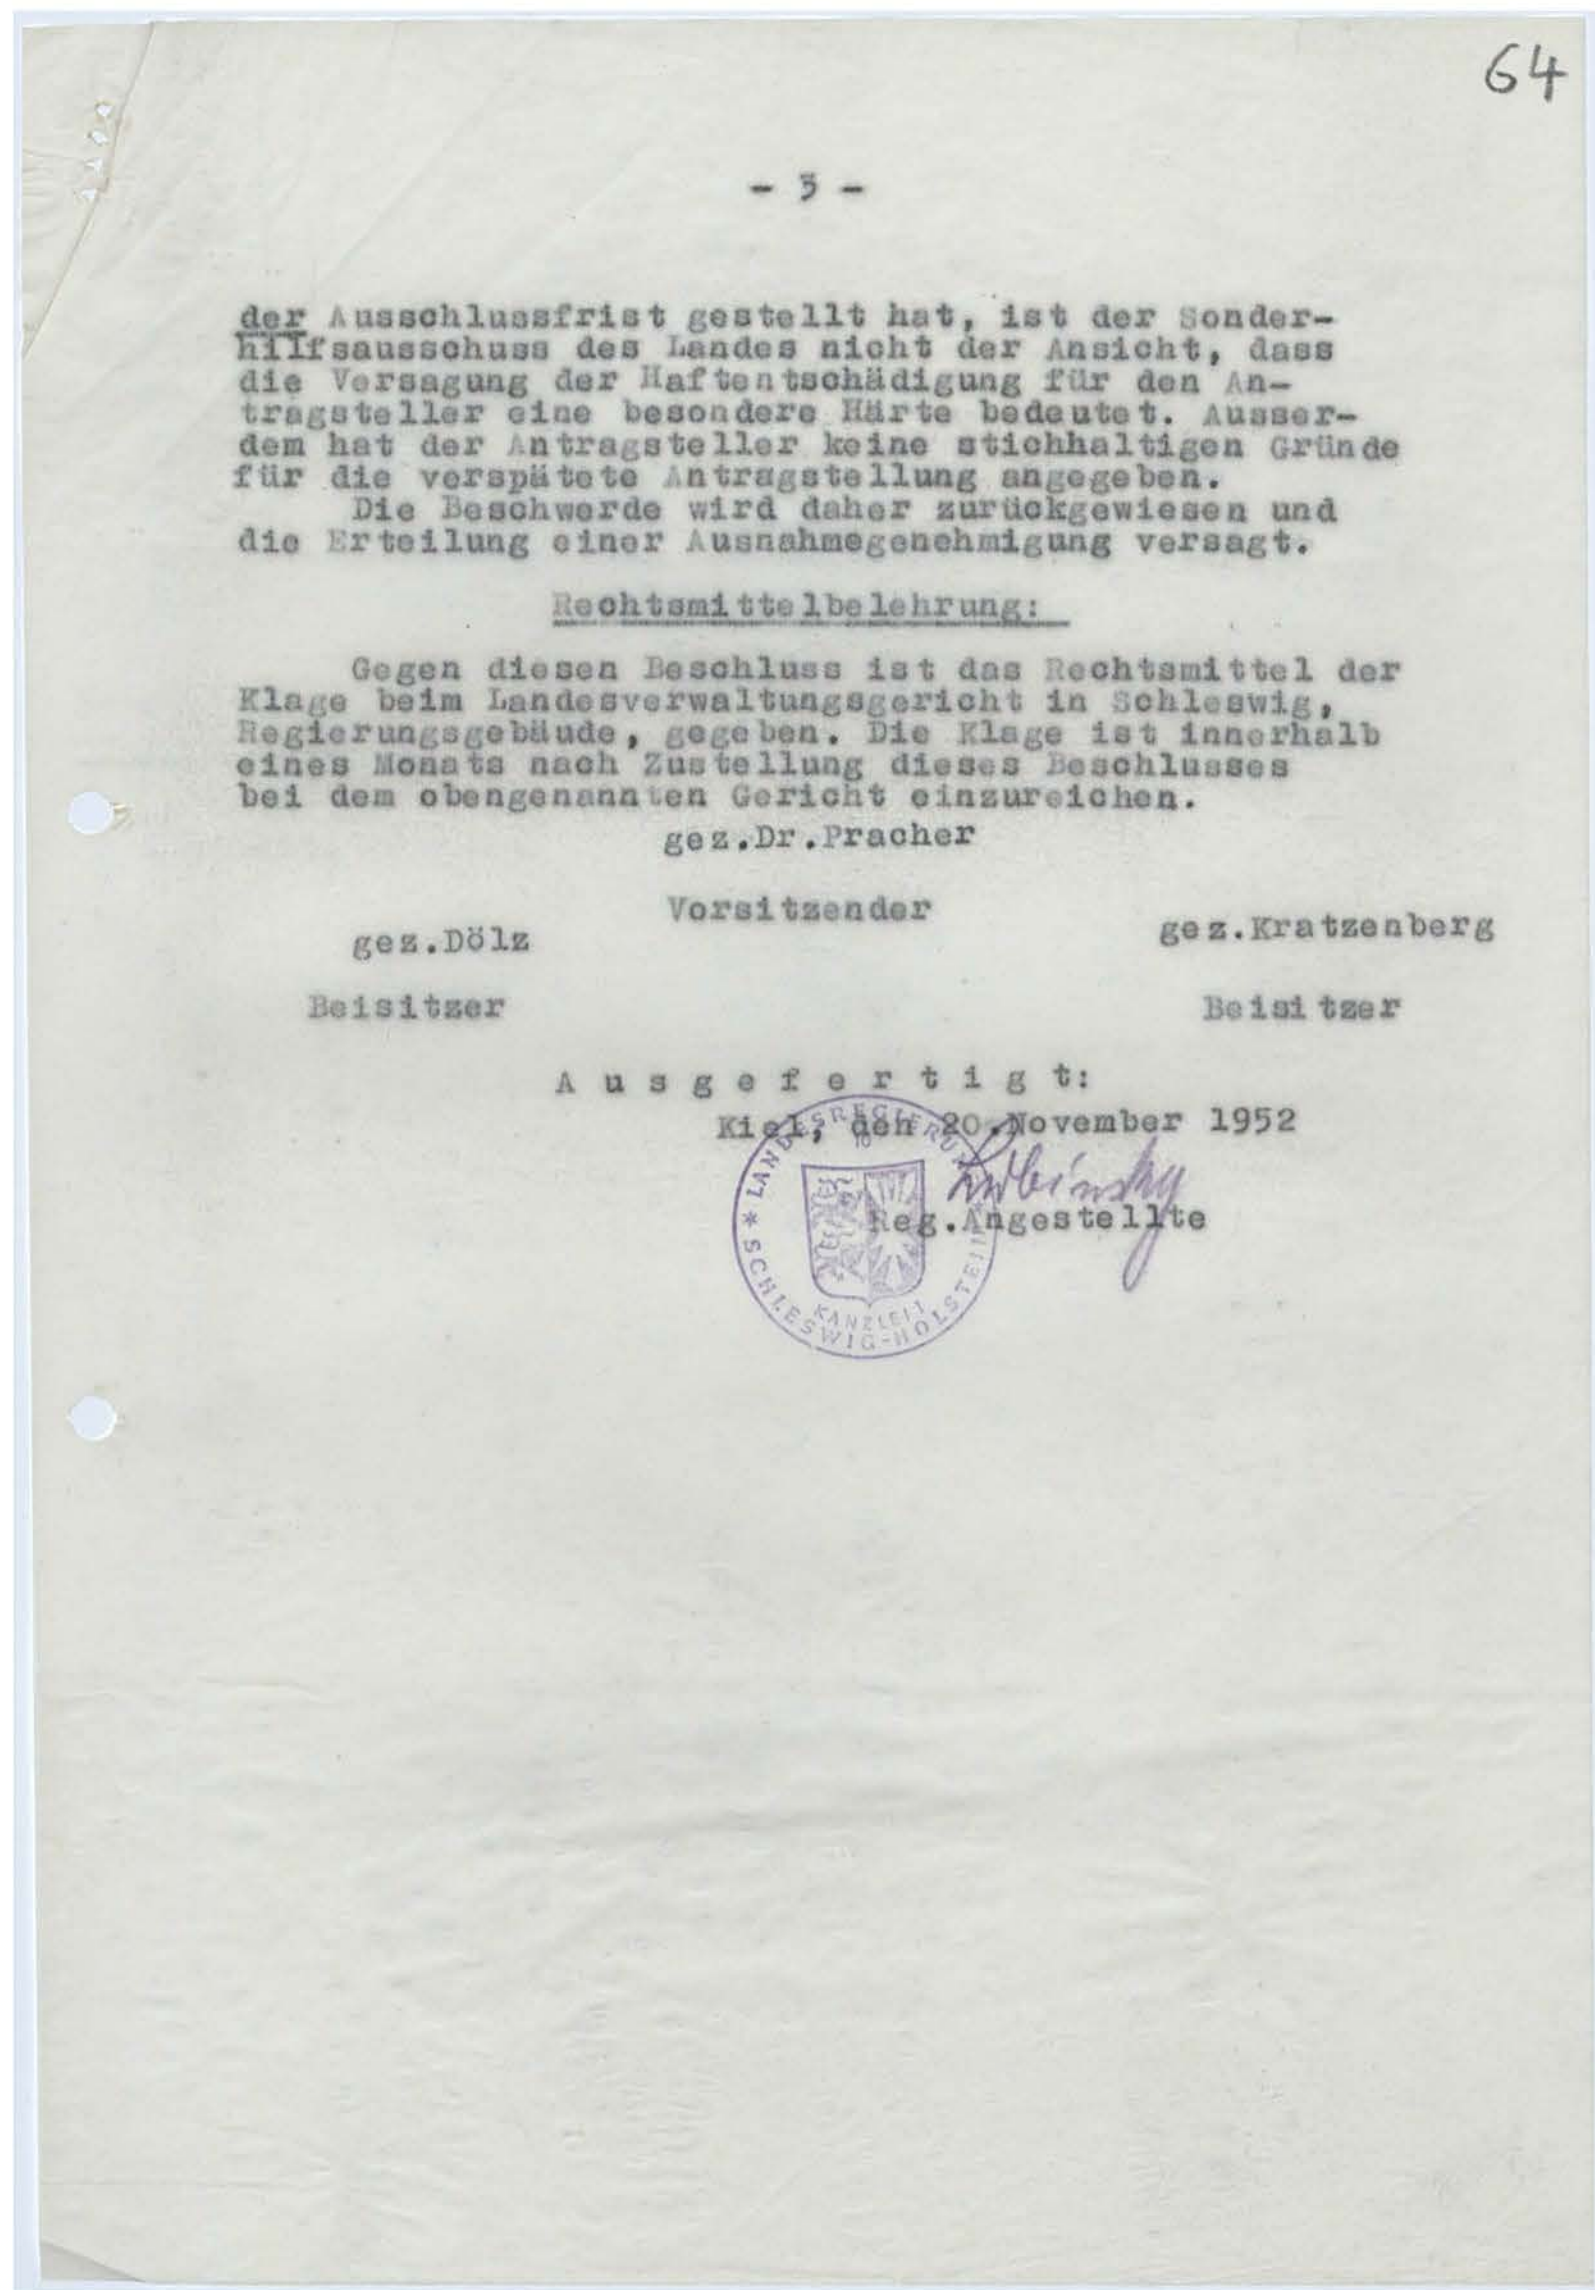 64
- 3 -
der Ausschlussfrist gestellt hat, ist der Sonder-
hilfsausschuss des Landes nicht der Ansicht, dass
die Versagung der Haftentschädigung für den An-
tragsteller eine besondere Härte bedeutet. Ausser-
dem hat der Antragsteller keine stichhaltigen Gründe
für die verspätete Antragstellung angegeben.
Die Beschwerde wird daher zurückgewiesen und
die Erteilung einer Ausnahmegenehmigung versagt.
Rechtsmittelbelehrung:
Gegen diesen Beschluss ist das Rechtsmittel der
Klage beim Landesverwaltungsgericht in Schleswig,
Regierungsgebäude, gegeben. Die Klage ist innerhalb
eines Monats nach Zustellung dieses Beschlusses
bei dem obengenannten Gericht einzureichen.
gez.Dr.Pracher
Vorsitzender
gez.Dölz
gez.Kratzenberg
Beisitzer
Beisitzer
A u s g e f e r t i g t:
Kiel, den 20.November 1952
Reg.Angestellte
LANDESREGIERUNG * SCHLESWIG-HOLSTEIN
10
KANZLEI